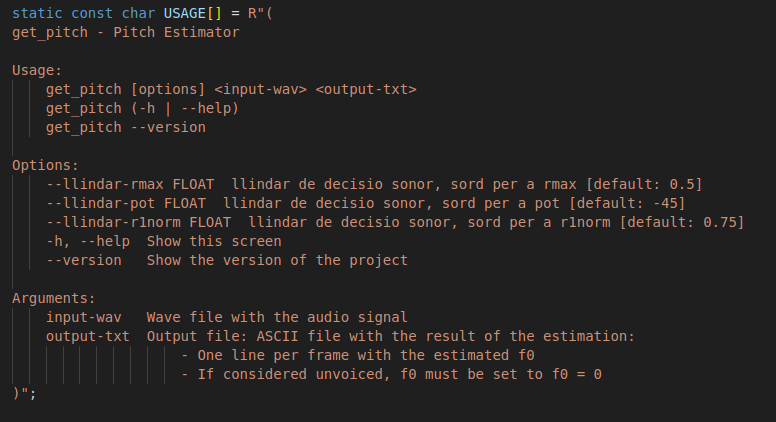 static const char USAGE[] = R"(
get_pitch - Pitch Estimator
Usage:
get_pitch [options] <input-wav> <output-txt>
get_pitch (-h | --help)
get_pitch --version
Options:
--llindar-rmax FLOAT  llindar de decisio sonor, sord per a rmax [default: 0.5]
--llindar-pot FLOAT  llindar de decisio sonor, sord per a pot [default: -45]
--llindar-r1norm FLOAT  llindar de decisio sonor, sord per a r1norm [default: 0.75]
-h, --help  Show this screen
--version   Show the version of the project
Arguments:
input-wav   Wave file with the audio signal
output-txt  Output file: ASCII file with the result of the estimation:
- One line per frame with the estimated f0
- If considered unvoiced, f0 must be set to f0 = 0
)";